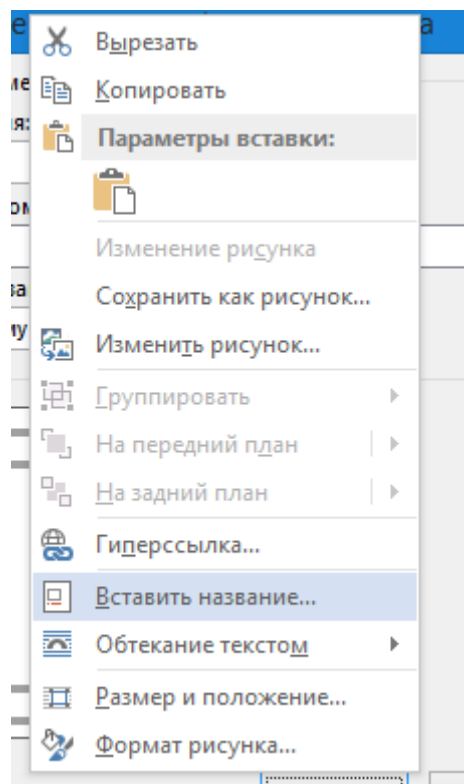 Вырезать
Копировать
Параметры вставки:
Изменение рисунка
Сохранить как рисунок...
Изменить рисунок...
Группировать
На передний план
На задний план
Гиперссылка...
Вставить название...
Обтекание текстом
Размер и положение...
Формат рисунка...